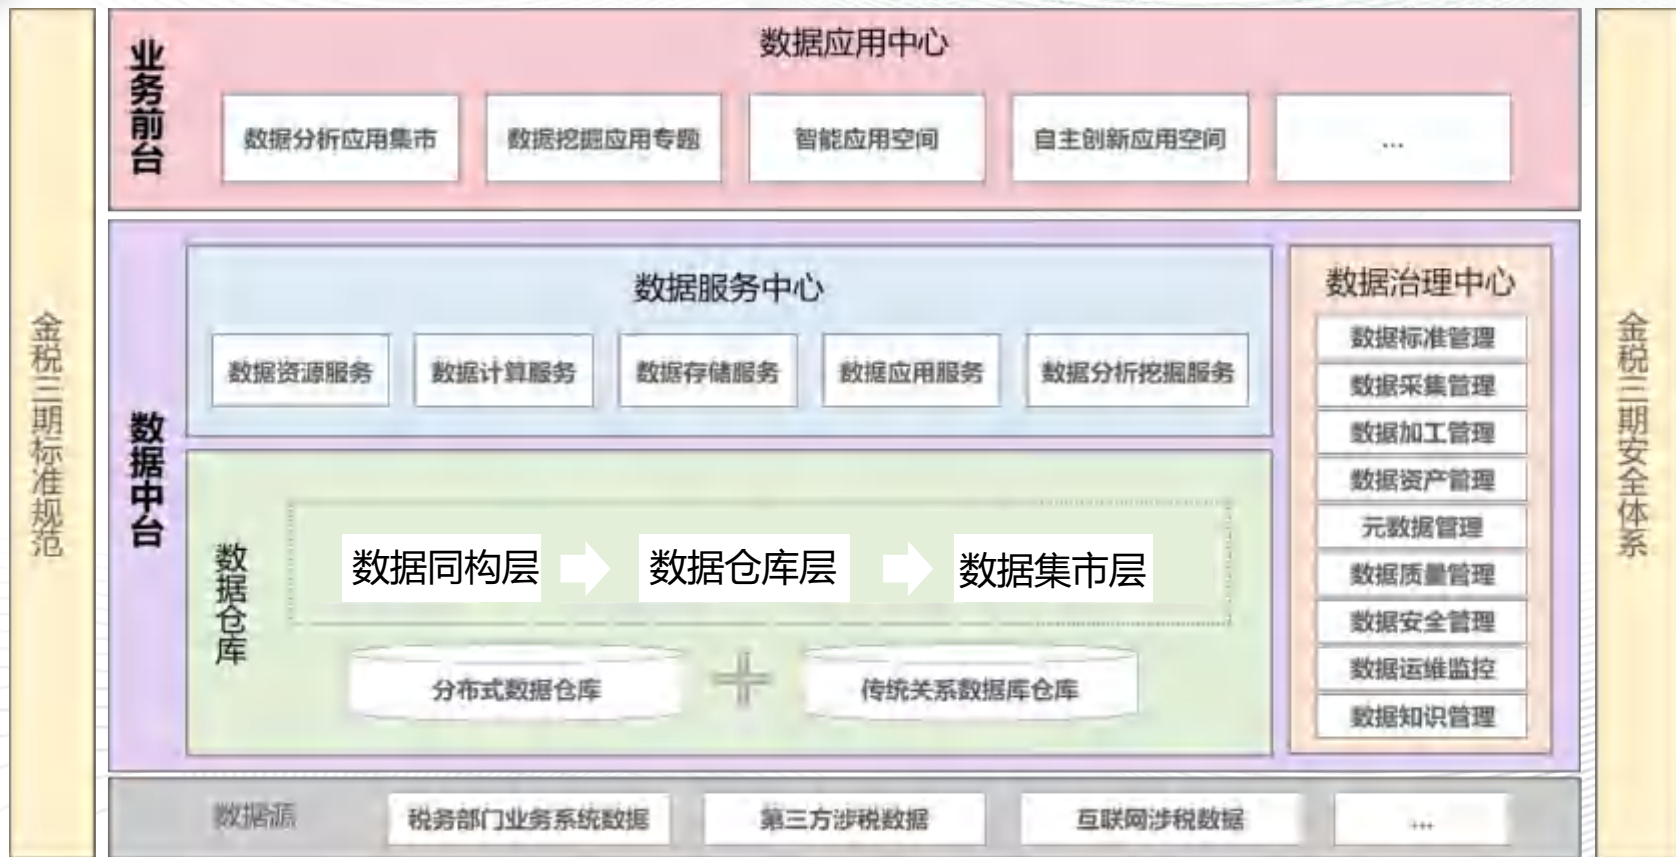 金税三期标准规范
业务前台
数据应用中心
数据分析应用集市
数据挖掘应用专题
智能应用空间
自主创新应用空间
...
数据中台
数据服务中心
数据资源服务
数据计算服务
数据存储服务
数据应用服务
数据分析挖掘服务
数据仓库
数据同构层
数据仓库层
数据集市层
分布式数据仓库
传统关系数据库仓库
数据治理中心
数据标准管理
数据采集管理
数据加工管理
数据资产管理
元数据管理
数据质量管理
数据安全管理
数据运维监控
数据知识管理
数据源
税务部门业务系统数据
第三方涉税数据
互联网涉税数据
...
金税三期安全体系